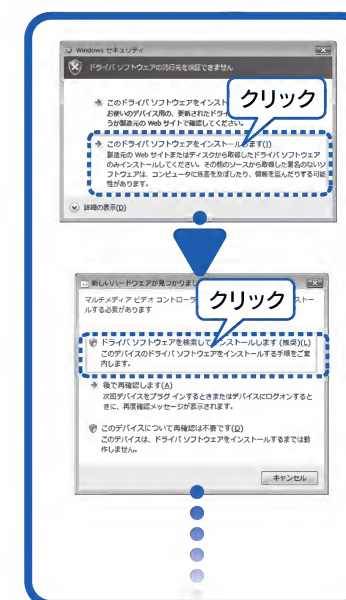 Windows セキュリティ
ドライバ ソフトウェアの発行元を検証できません
このドライバ ソフトウェアをインスト
お使いのデバイス用の、更新されたドライ
うか製造元の Web サイトで確認してください。
クリック
このドライバ ソフトウェアをインストールします(I)
製造元の Web サイトまたはディスクから取得したドライバ ソフトウェア
のみインストールしてください。その他のソースから取得した署名のないソ
フトウェアは、コンピュータに危害を及ぼしたり、情報を盗んだりする可能
性があります。
詳細の表示(D)
新しいハードウェアが見つかりまし
マルチメディア ビデオ コントローラ
ストー
ルする必要があります
クリック
ドライバ ソフトウェアを検索してインストールします (推奨)(L)
このデバイスのドライバ ソフトウェアをインストールする手順をご案
内します。
後で再確認します(A)
次回デバイスをプラグ インするときまたはデバイスにログオンすると
きに、再度確認メッセージが表示されます。
このデバイスについて再確認は不要です(D)
このデバイスは、ドライバ ソフトウェアをインストールするまでは動
作しません。
キャンセル